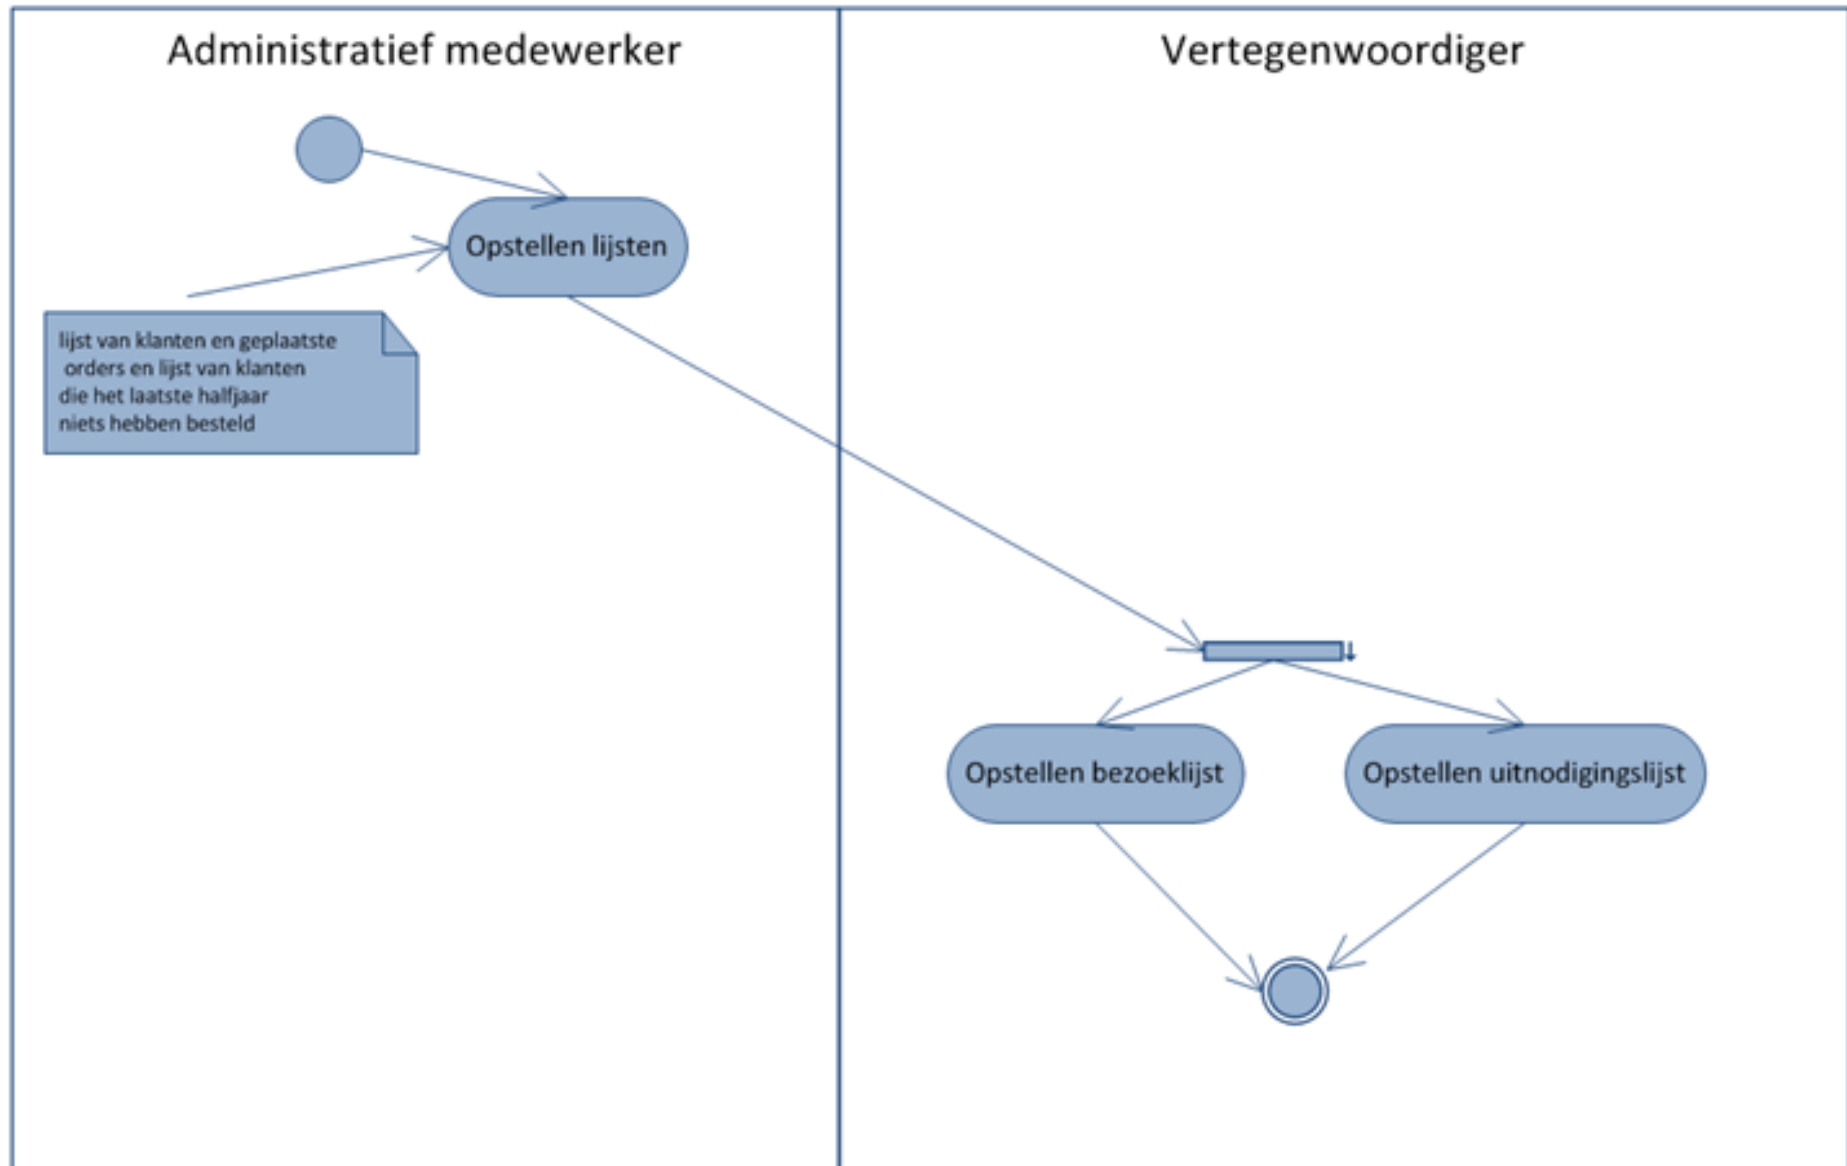 Administratief medewerker
Vertegenwoordiger
Opstellen lijsten
lijst van klanten en geplaatste
orders en lijst van klanten
die het laatste halfjaar
niets hebben besteld
Opstellen bezoeklijst
Opstellen uitnodigingslijst